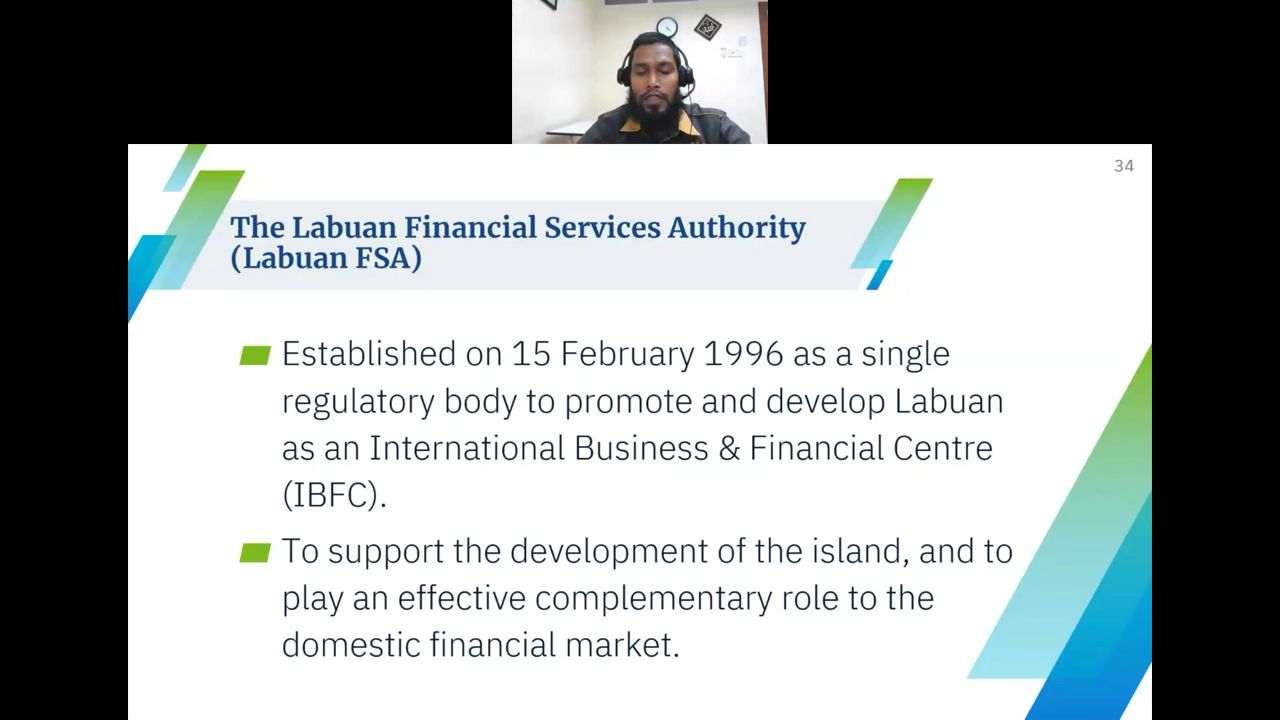 34
The Labuan Financial Services Authority
(Labuan FSA)
Established on 15 February 1996 as a single
regulatory body to promote and develop Labuan
as an International Business & Financial Centre
(IBFC).
To support the development of the island, and to
play an effective complementary role to the
domestic financial market.